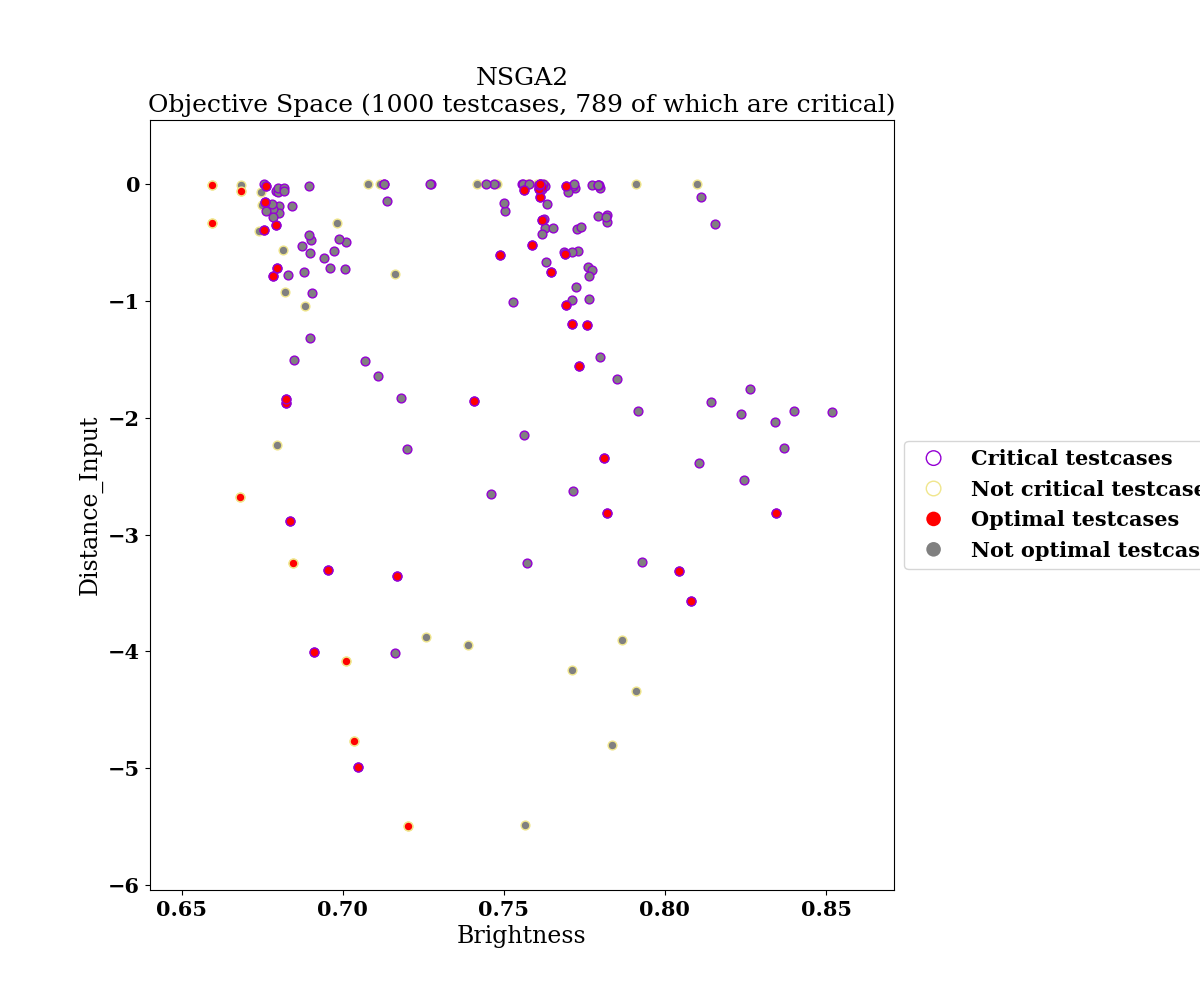 NSGA2
Objective Space (1000 testcases, 789 of which are critical)
0
−1
−2
−3
−4
−5
−6
Distance_Input
0.65 0.70 0.75 0.80 0.85
Brightness
Critical testcases
Not critical testcase
Optimal testcases
Not optimal testcas